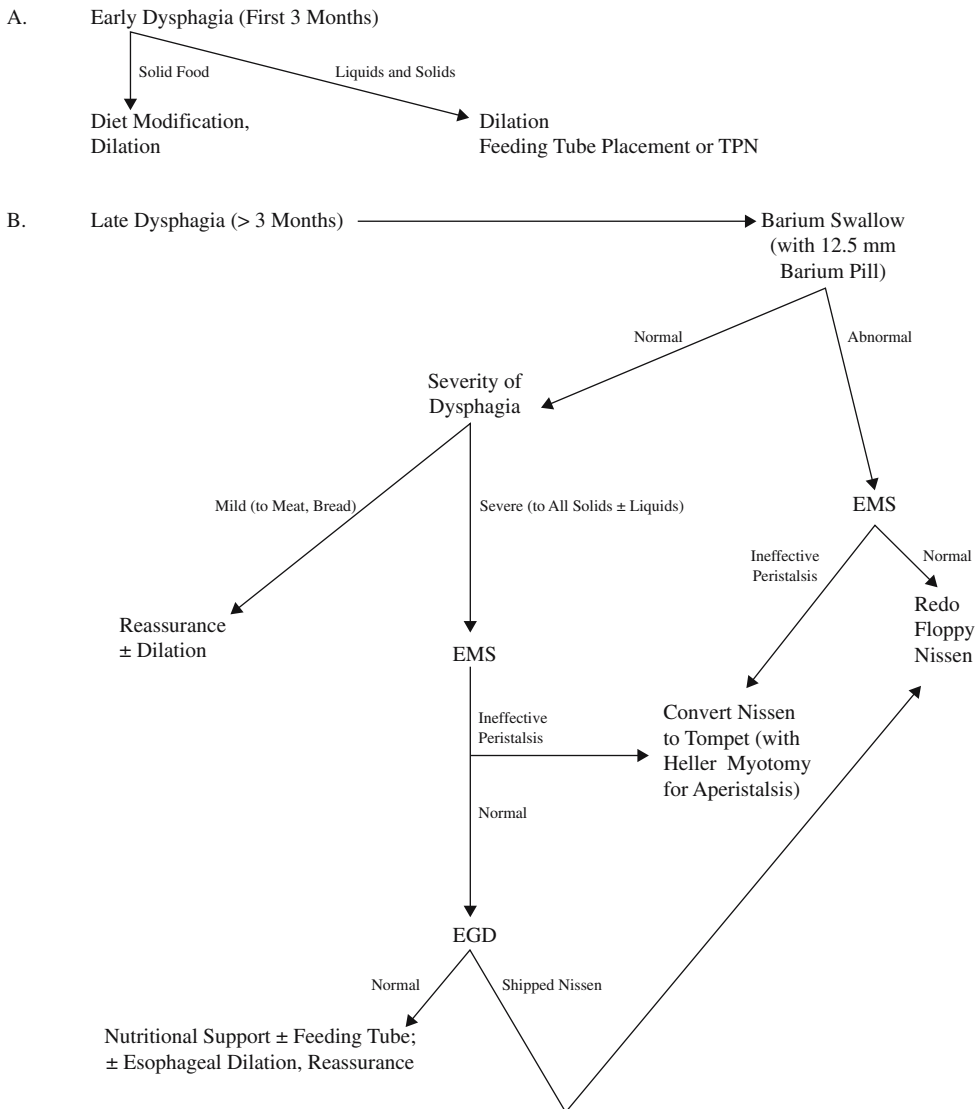 A. Early Dysphagia (First 3 Months)
Solid Food
Liquids and Solids
Diet Modification,
Dilation
Dilation
Feeding Tube Placement or TPN
B. Late Dysphagia (> 3 Months)
Barium Swallow
(with 12.5 mm
Barium Pill)
Normal
Abnormal
Severity of
Dysphagia
Mild (to Meat, Bread)
Severe (to All Solids ± Liquids)
EMS
Ineffective
Peristalsis
Normal
Reassurance
± Dilation
Redo
Floppy
Nissen
EMS
Ineffective
Peristalsis
Convert Nissen
to Tompet (with
Heller Myotomy
for Aperistalsis)
Normal
EGD
Normal
Shipped Nissen
Nutritional Support ± Feeding Tube;
± Esophageal Dilation, Reassurance